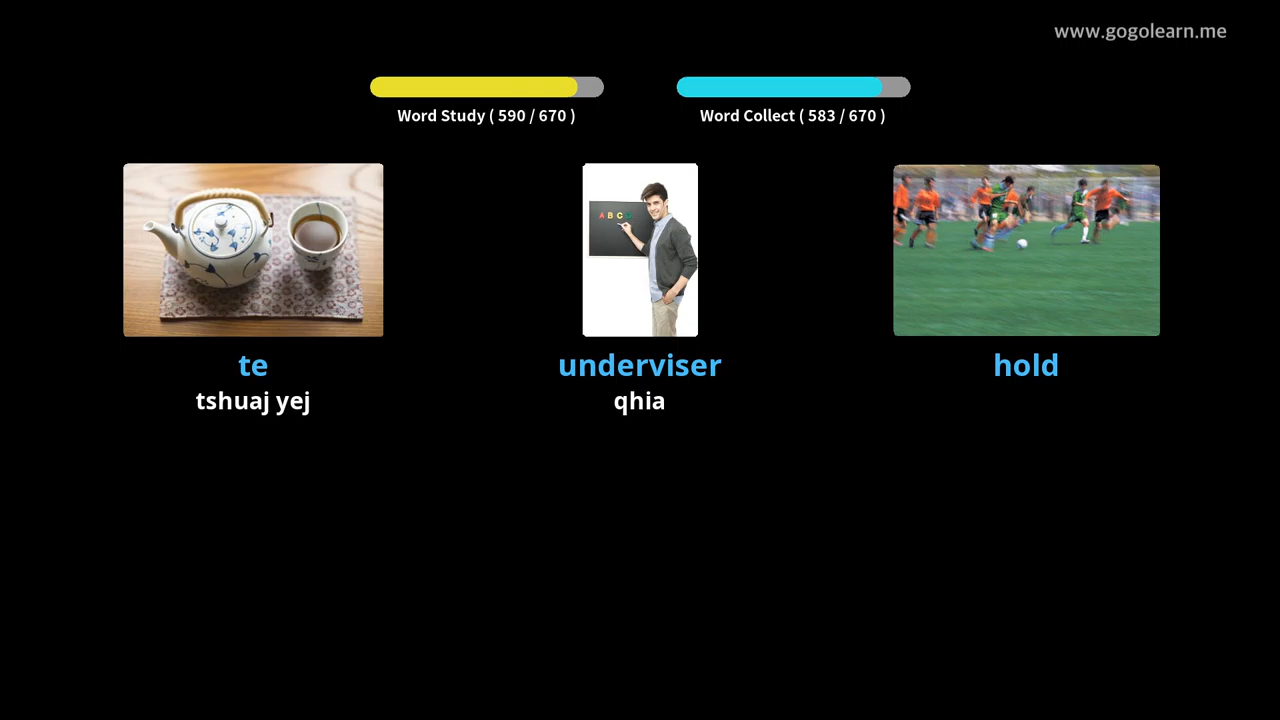 www.gogolearn.me
Word Study ( 590 / 670 )
Word Collect ( 583 / 670 )
A B C D
te
tshuaj yej
underviser
qhia
hold